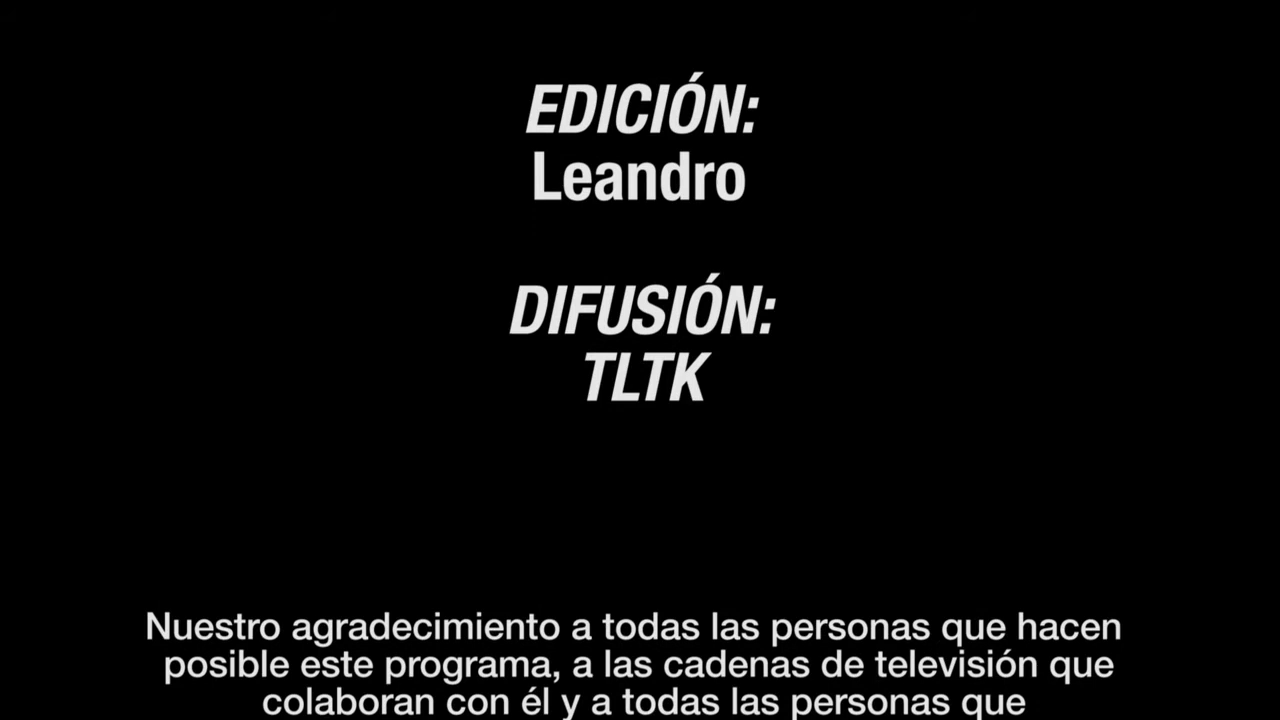 EDICIÓN:
Leandro
DIFUSIÓN:
TLTK
Nuestro agradecimiento a todas las personas que hacen
posible este programa, a las cadenas de televisión que
colaboran con él y a todas las personas que